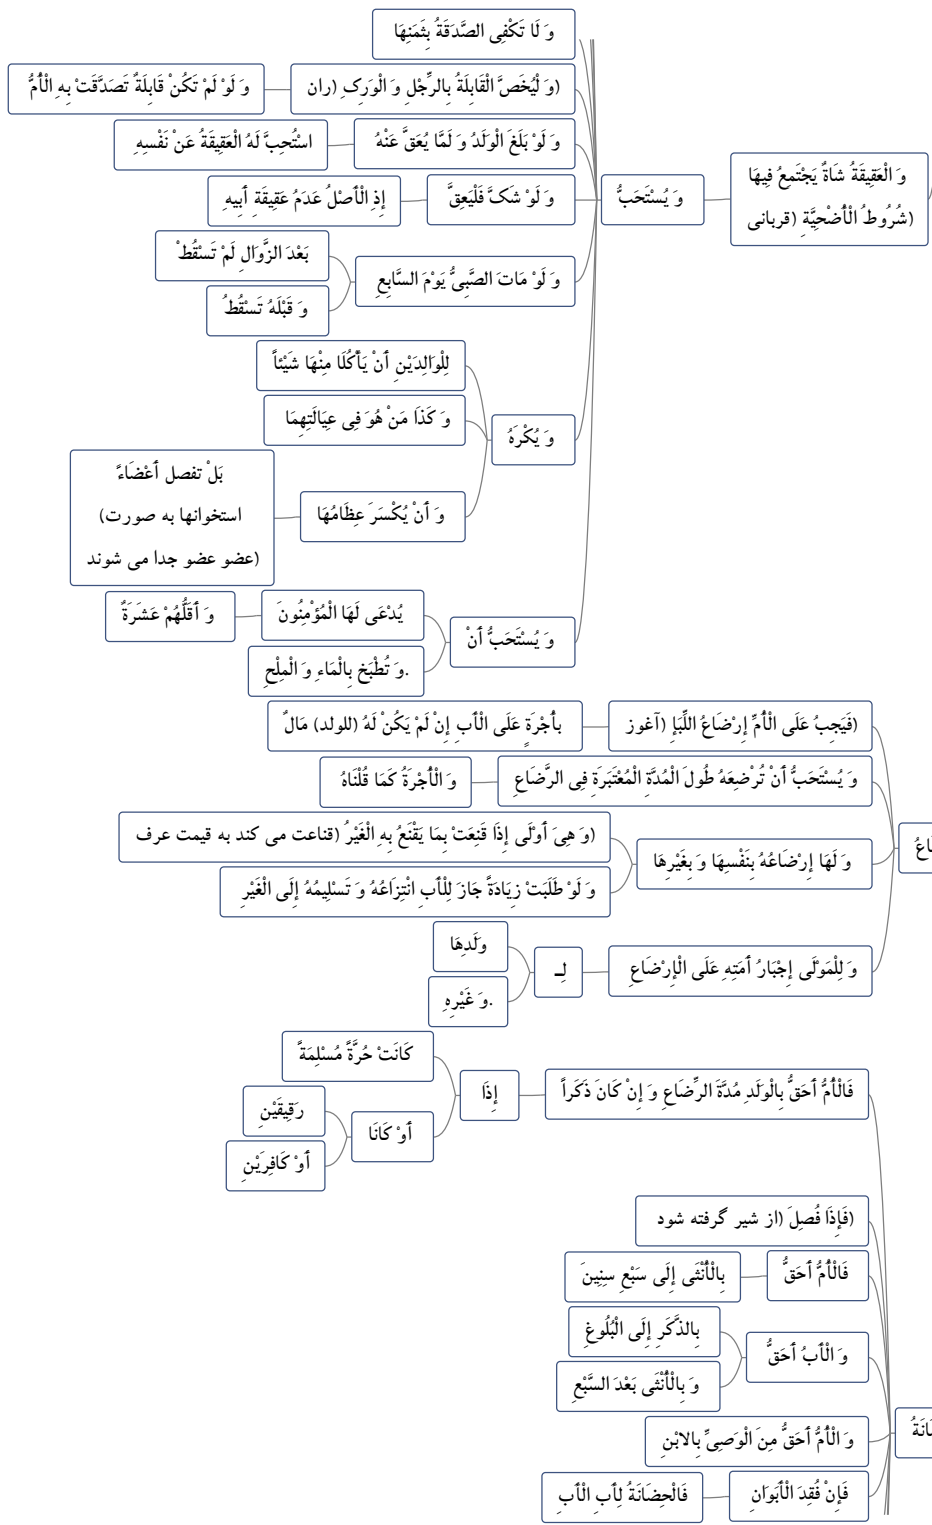 وَ الْعَقِيقَةُ شَاةٌ يَجْتَمِعُ فِيهَا
شُرُوطُ الْأُضْحِيَّةِ (قربانی)
وَ يُسْتَحَبُّ
وَ لَا تَكْفِي الصَّدَقَةُ بِثَمَنِهَا
(وَ لْيُخَصَّ الْقَابِلَةُ بِالرِّجْلِ وَ الْوَرِكِ (ران
وَ لَوْ لَمْ تَكُنْ قَابِلَةٌ تَصَدَّقَتْ بِهِ الْأُمُّ
وَ لَوْ بَلَغَ الْوَلَدُ وَ لَمَّا يُعَقَّ عَنْهُ
اسْتُحِبَّ لَهُ الْعَقِيقَةُ عَنْ نَفْسِهِ
وَ لَوْ شَكَّ فَلْيَعِقَّ
إِذِ الْأَصْلُ عَدَمُ عَقِيقَةِ أَبِيهِ
وَ لَوْ مَاتَ الصَّبِيُّ يَوْمَ السَّابِعِ
بَعْدَ الزَّوَالِ لَمْ تَسْقُطْ
وَ قَبْلَهُ تَسْقُطُ
وَ يُكْرَهُ
لِلْوَالِدَيْنِ أَنْ يَأْكُلَا مِنْهَا شَيْئاً
وَ كَذَا مَنْ هُوَ فِي عِيَالَتِهِمَا
وَ أَنْ يُكْسَرَ عِظَامُهَا
بَلْ تفصل أَعْضَاءً
استخوانها به صورت)
(عضو عضو جدا می شوند
وَ يُسْتَحَبُّ أَنْ
يُدْعَى لَهَا الْمُؤْمِنُونَ
وَ أَقَلُّهُمْ عَشَرَةٌ
.وَ تُطْبَخَ بِالْمَاءِ وَ الْمِلْحِ
(فَيَجِبُ عَلَى الْأُمِّ إِرْضَاعُ اللِّبَإِ (آغوز
بِأُجْرَةٍ عَلَى الْأَبِ إِنْ لَمْ يَكُنْ لَهُ (للولد) مَالٌ
وَ يُسْتَحَبُّ أَنْ تُرْضِعَهُ طُولَ الْمُدَّةِ الْمُعْتَبَرَةِ فِي الرَّضَاعِ
وَ الْأُجْرَةُ كَمَا قُلْنَاهُ
وَ لَهَا إِرْضَاعُهُ بِنَفْسِهَا وَ بِغَيْرِهَا
(وَ هِيَ أَوْلَى إِذَا قَنِعَتْ بِمَا يَقْنَعُ بِهِ الْغَيْرُ (قناعت می کند به قیمت عرف
وَ لَوْ طَلَبَتْ زِيَادَةً جَازَ لِلْأَبِ انْتِزَاعُهُ وَ تَسْلِيمُهُ إِلَى الْغَيْرِ
وَ لِلْمَوْلَى إِجْبَارُ أَمَتِهِ عَلَى الْإِرْضَاعِ
لِـ
ولَدِهَا
.وَ غَيْرِهِ
فَالْأُمُّ أَحَقُّ بِالْوَلَدِ مُدَّةَ الرِّضَاعِ وَ إِنْ كَانَ ذَكَراً
إِذَا
كَانَتْ حُرَّةً مُسْلِمَةً
أَوْ كَانَا
رَقِيقَيْنِ
أَوْ كَافِرَيْنِ
(فَإِذَا فُصِلَ (از شیر گرفته شود
فَالْأُمُّ أَحَقُّ
بِالْأُنْثَى إِلَى سَبْعِ سِنِينَ
وَ الْأَبُ أَحَقُّ
بِالذَّكَرِ إِلَى الْبُلُوغِ
وَ بِالْأُنْثَى بَعْدَ السَّبْعِ
وَ الْأُمُّ أَحَقُّ مِنَ الْوَصِيِّ بِالابْنِ
فَإِنْ فُقِدَ الْأَبَوَانِ
فَالْحِضَانَةُ لِأَبِ الْأَبِ